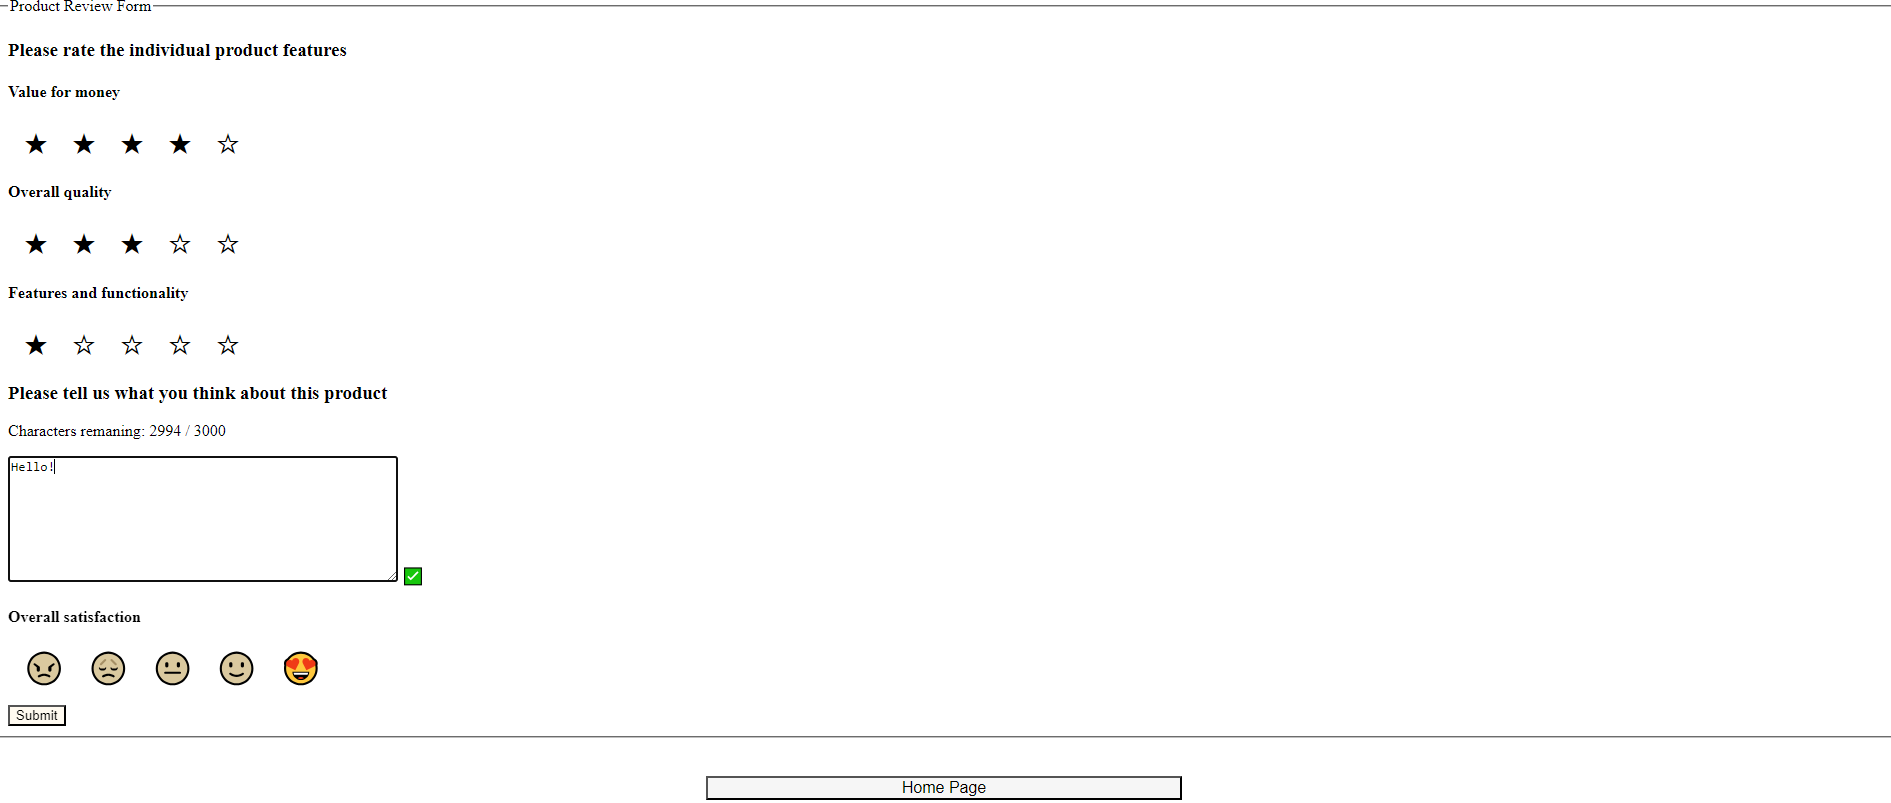 Product Review Form
Please rate the individual product features
Value for money
Overall quality
Features and functionality
Please tell us what you think about this product
Characters remaning: 2994 / 3000
Hello!
Overall satisfaction
Submit
Home Page